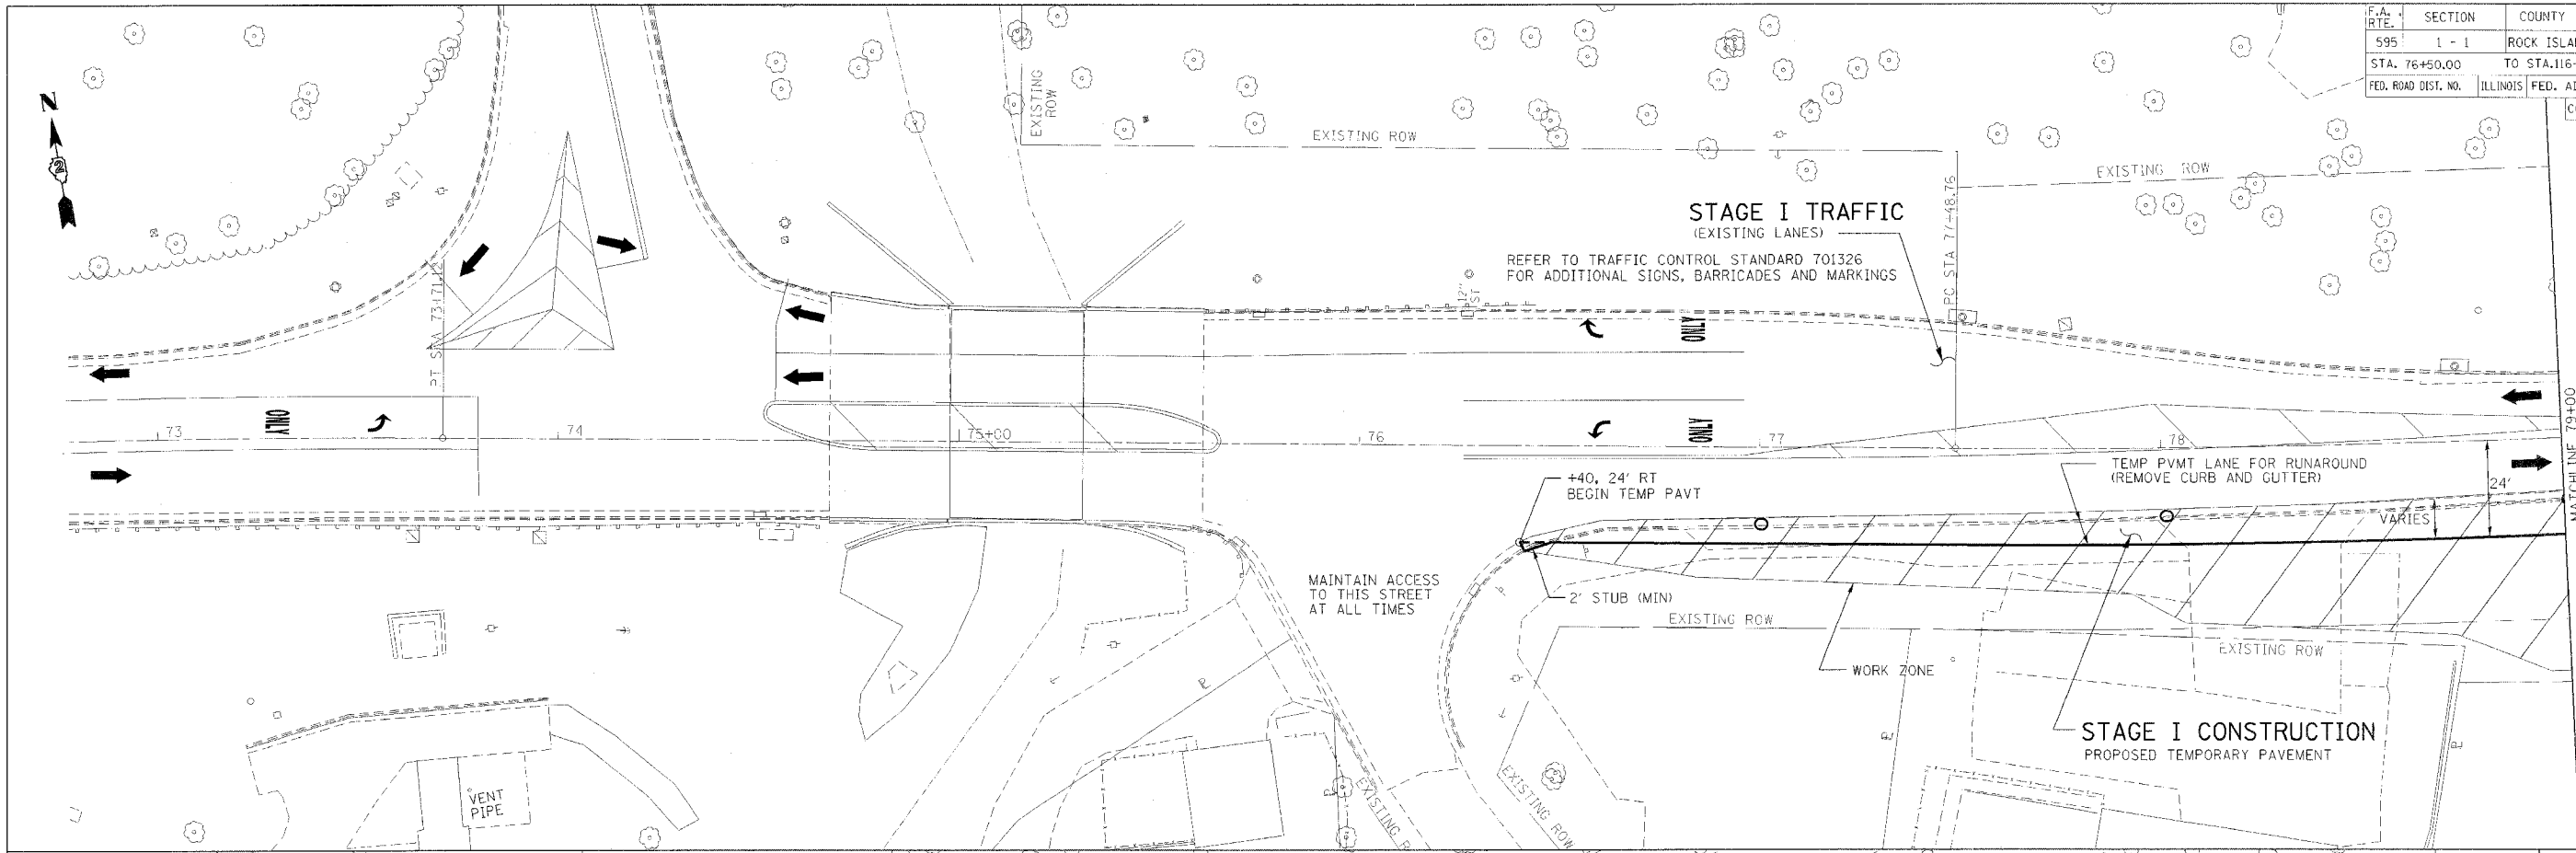 F.A. RTE. SECTION COUNTY
595 1 - 1 ROCK ISLA
STA. 76+50.00 TO STA.116
FED. ROAD DIST. NO. ILLINOIS FED. AI
N
2
EXISTING
ROW
EXISTING ROW
EXISTING ROW
STAGE I TRAFFIC
(EXISTING LANES)
REFER TO TRAFFIC CONTROL STANDARD 701326
FOR ADDITIONAL SIGNS, BARRICADES AND MARKINGS
PC STA 77+48.76
12" ST
ONLY
ONLY
ONLY
73
74
75+00
76
77
78
MATCHLINE 79+00
+40, 24' RT
BEGIN TEMP PAVT
TEMP PVMT LANE FOR RUNAROUND
(REMOVE CURB AND GUTTER)
24'
VARIES
MAINTAIN ACCESS
TO THIS STREET
AT ALL TIMES
2' STUB (MIN)
EXISTING ROW
EXISTING ROW
WORK ZONE
STAGE I CONSTRUCTION
PROPOSED TEMPORARY PAVEMENT
VENT
PIPE
EXISTING R
EXISTING ROW